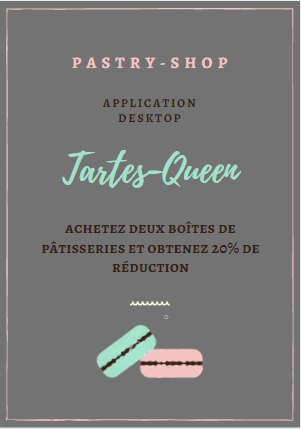 PASTRY-SHOP
APPLICATION
DESKTOP
Tartes-Queen
ACHETEZ DEUX BOÎTES DE
PÂTISSERIES ET OBTENEZ 20% DE
RÉDUCTION